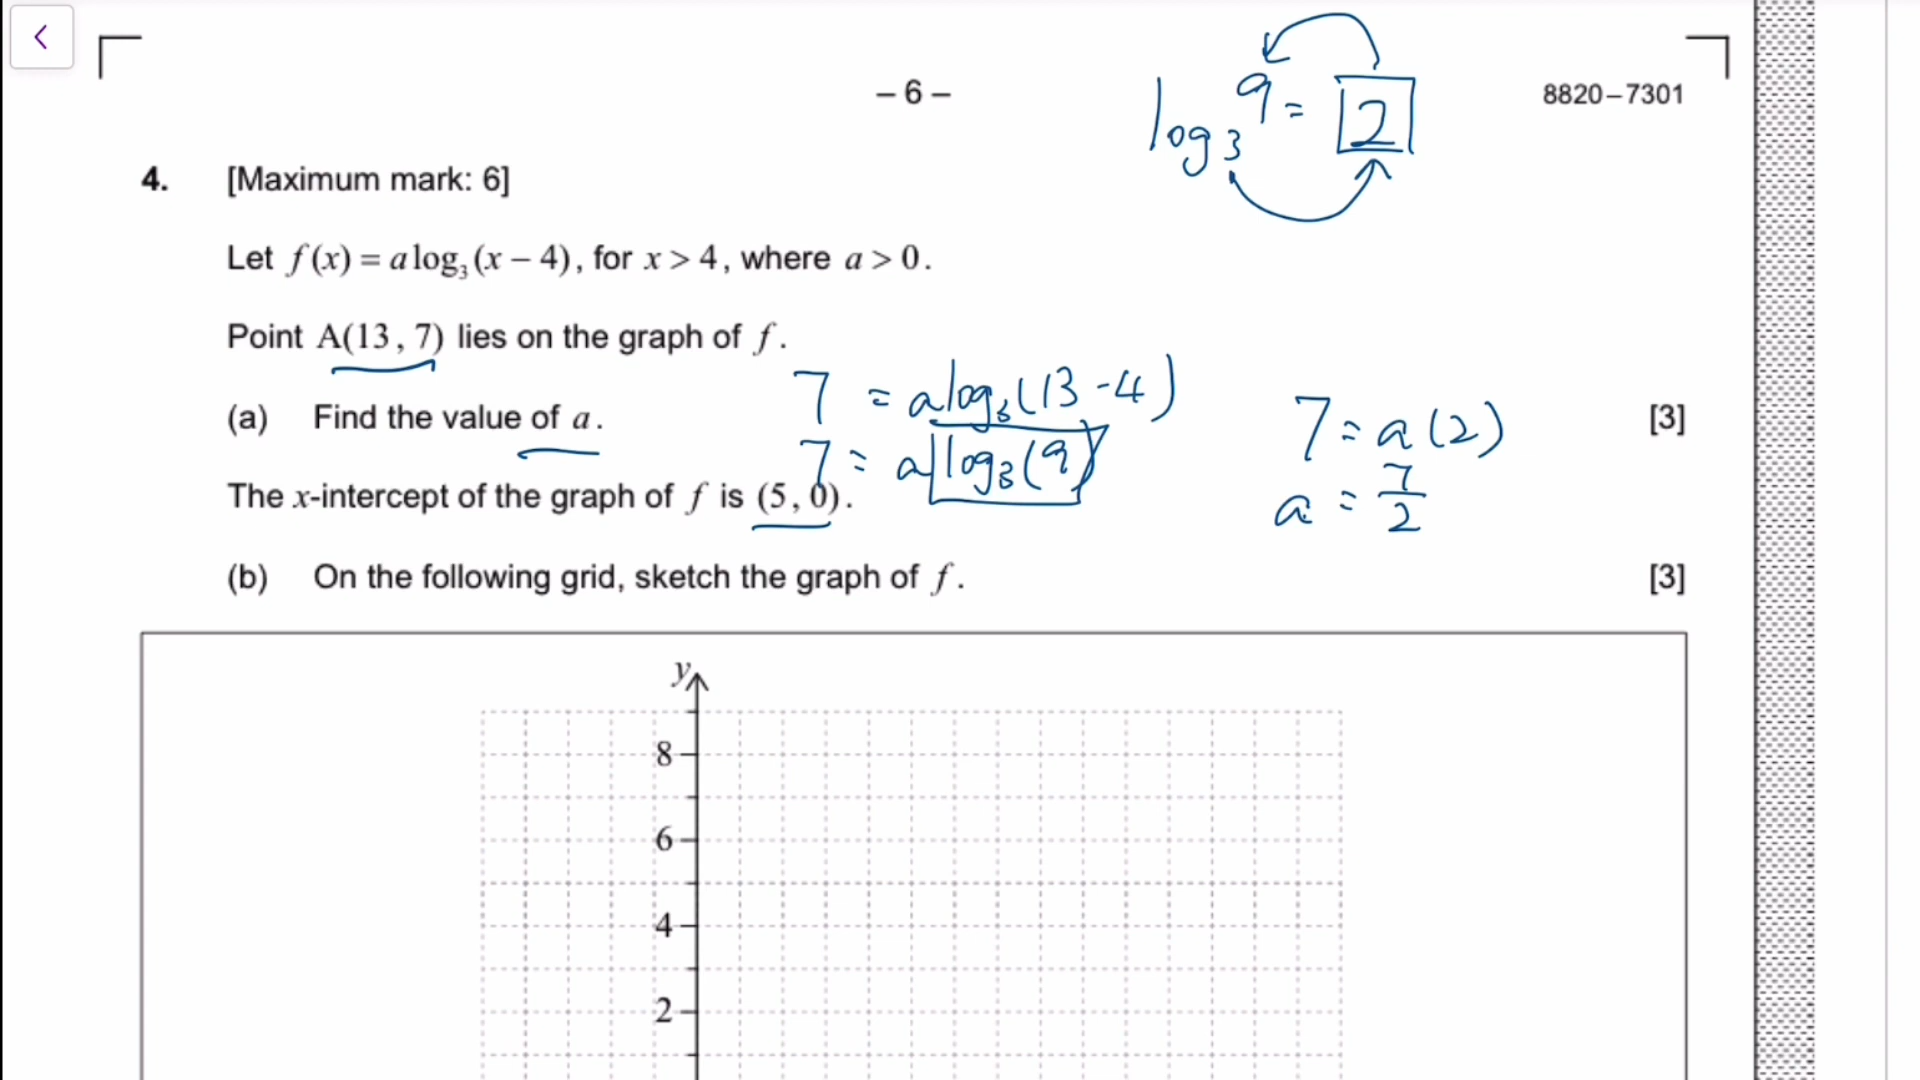 – 6 –
8820–7301
log₃ 9 = 2
4. [Maximum mark: 6]
Let f(x) = a log₃(x – 4), for x > 4, where a > 0.
Point A(13, 7) lies on the graph of f.
7 = a log₃(13 - 4)
(a) Find the value of a. [3]
7 = a log₃(9)
7 = a(2)
a = 7/2
The x-intercept of the graph of f is (5, 0).
(b) On the following grid, sketch the graph of f. [3]
y
8
6
4
2